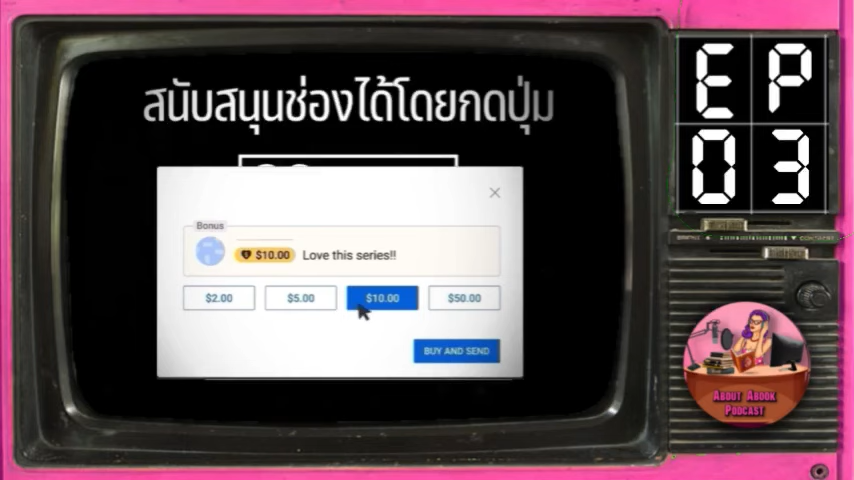 สนับสนุนช่องได้โดยกดปุ่ม
EP
03
Bonus
$10.00 Love this series!!
$2.00 $5.00 $10.00 $50.00
BUY AND SEND
ABOUT ABOOK
PODCAST